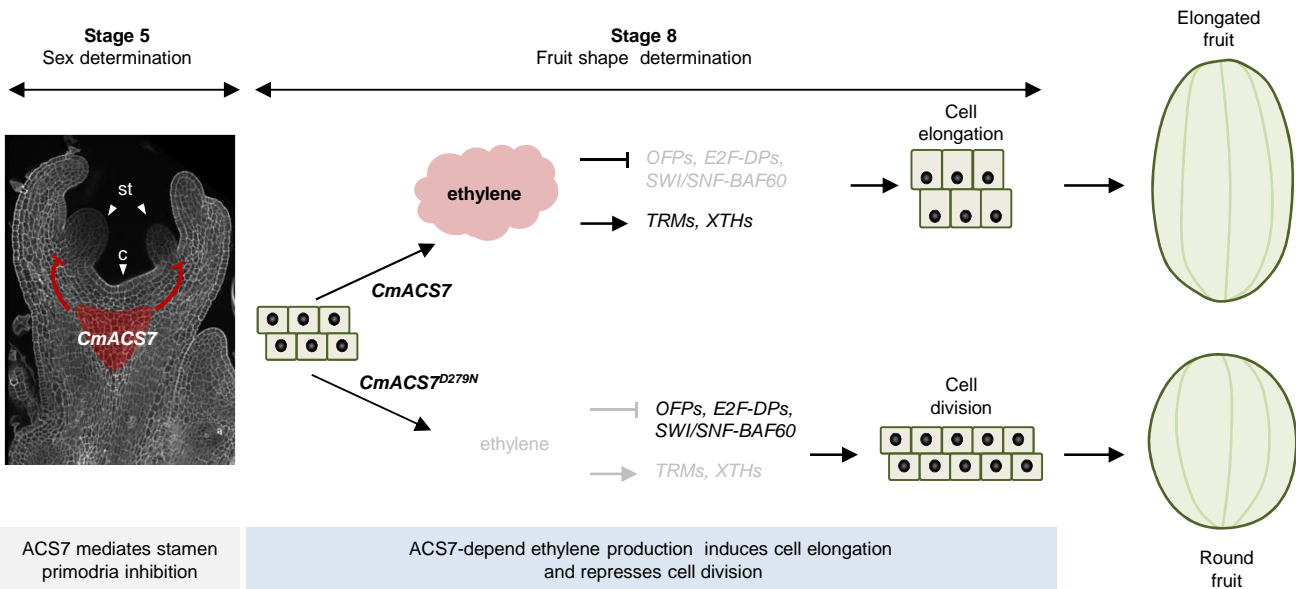 Stage 5
Sex determination
Stage 8
Fruit shape determination
Elongated
fruit
st
c
CmACS7
ethylene
CmACS7
OFPs, E2F-DPs,
SWI/SNF-BAF60
TRMs, XTHs
Cell
elongation
CmACS7D279N
ethylene
OFPs, E2F-DPs,
SWI/SNF-BAF60
TRMs, XTHs
Cell
division
ACS7 mediates stamen
primodria inhibition
ACS7-depend ethylene production induces cell elongation
and represses cell division
Round
fruit